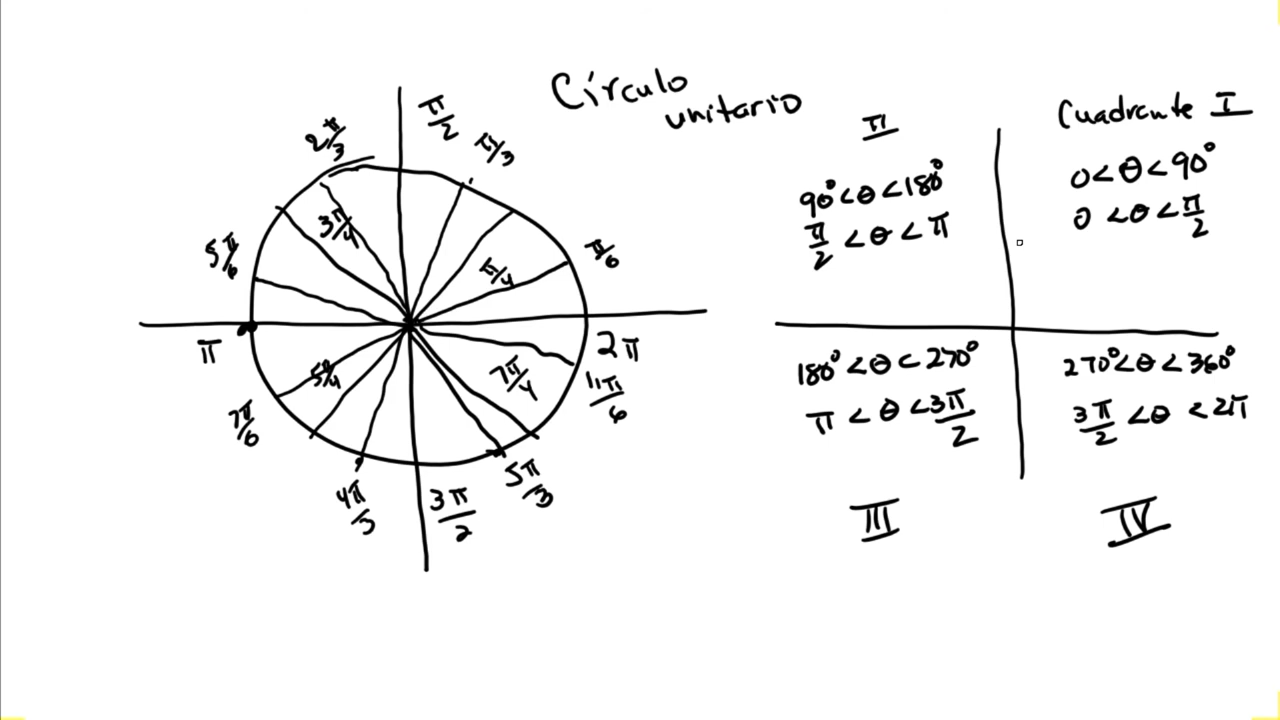 Círculo
unitario
π/2
π/3
2π/3
3π/4
π/4
π/6
5π/6
π
2π
7π/6
5π/4
7π/4
11π/6
4π/3
3π/2
5π/3
II
90° < θ < 180°
π/2 < θ < π
Cuadrante I
0 < θ < 90°
0 < θ < π/2
180° < θ < 270°
π < θ < 3π/2
III
270° < θ < 360°
3π/2 < θ < 2π
IV